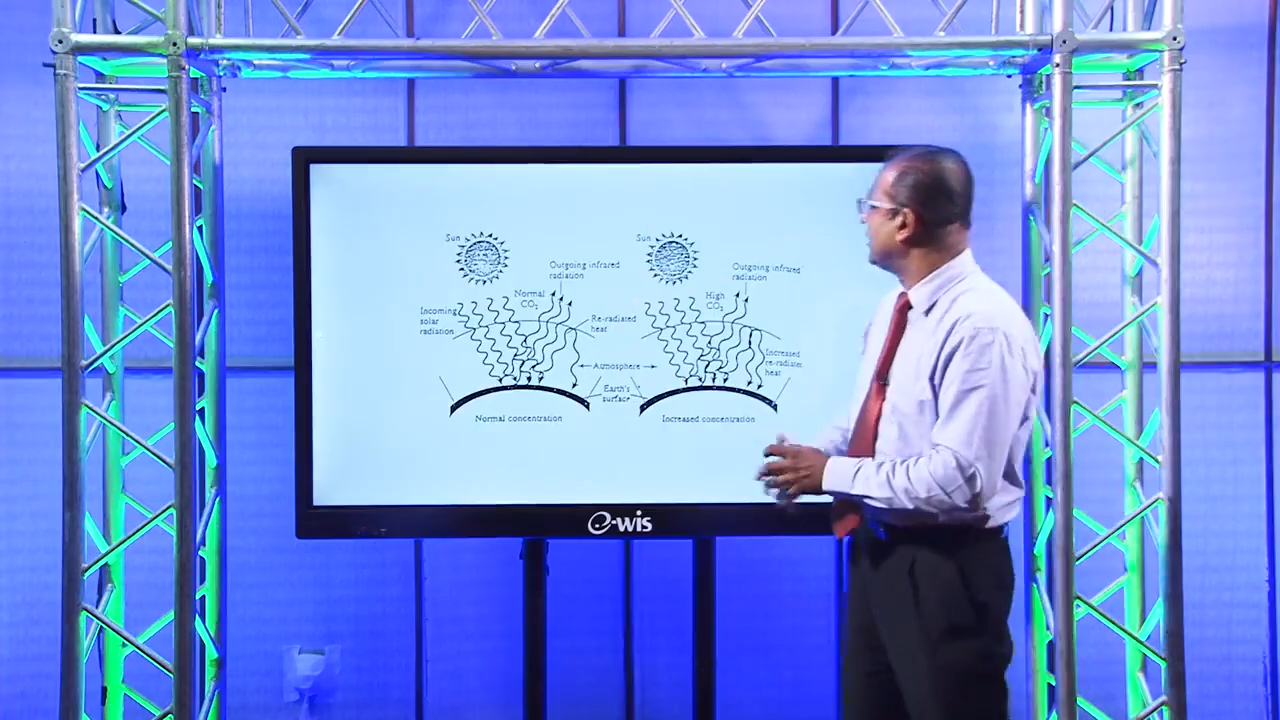 Sun
Outgoing infrared
radiation
Normal
CO2
Incoming
solar
radiation
Re-radiated
heat
Atmosphere
Earth's
surface
Normal concentration
Sun
Outgoing infrared
radiation
High
CO2
Increased
re-radiated
heat
Increased concentration
e-wis